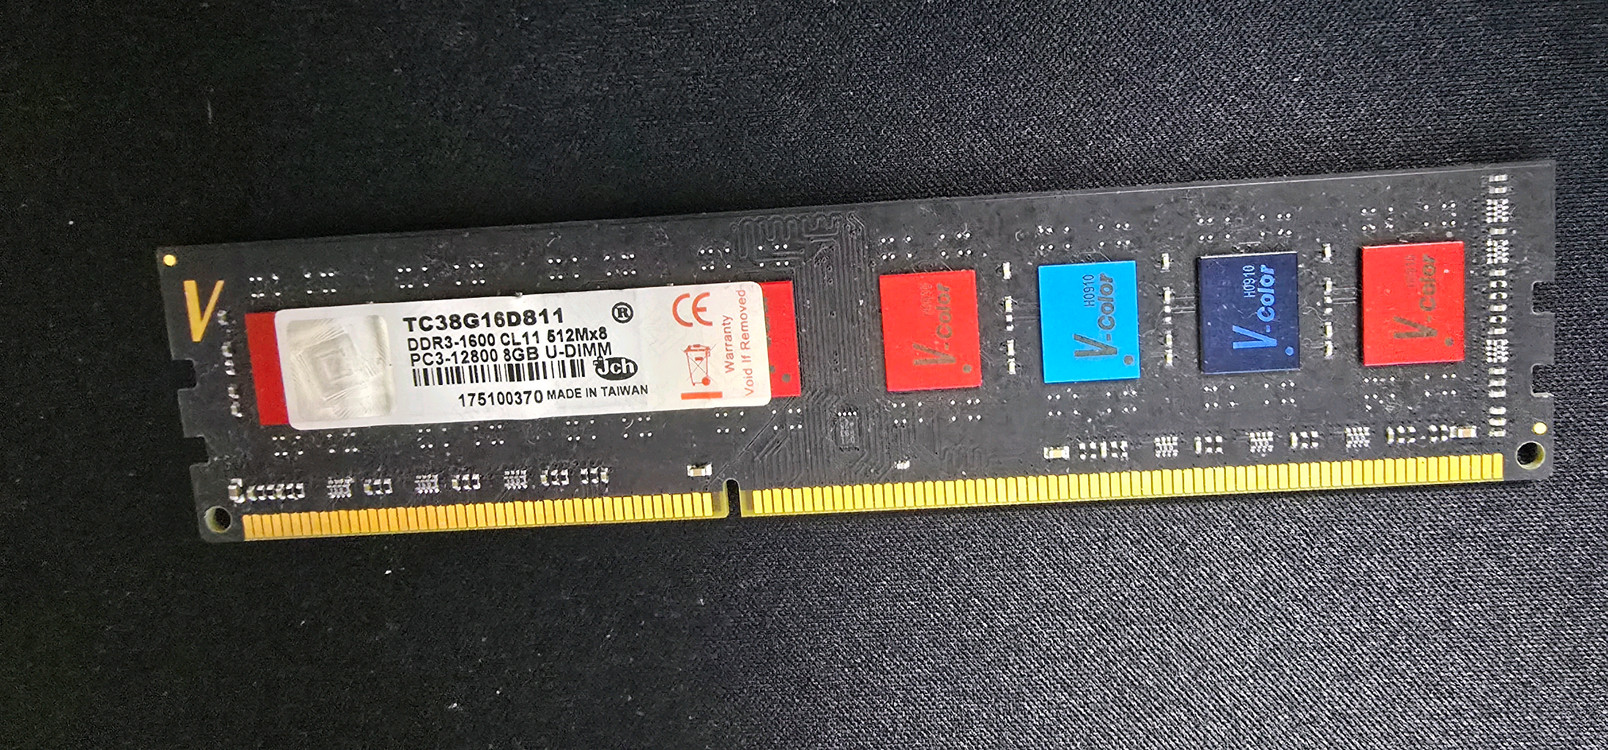 V
TC38G16D811 ®
DDR3-1600 CL11 512Mx8
PC3-12800 8GB U-DIMM
Jch
175100370 MADE IN TAIWAN
CE
Warranty
Void If Removed
V-Color
H0910
V-Color
H0910
V-Color
V-Color